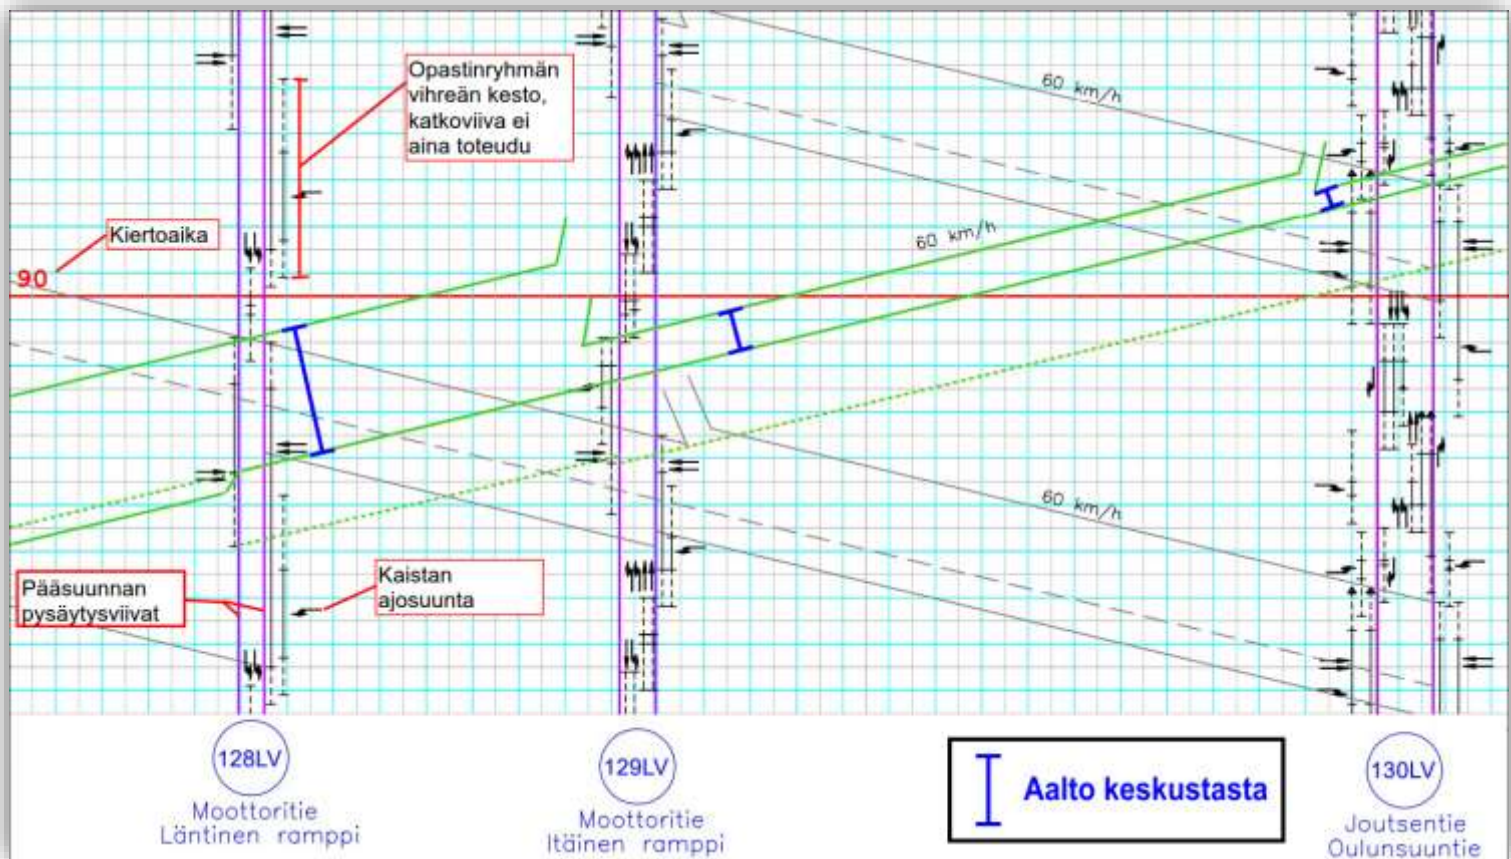 60 km/h
Opastinryhmän
vihreän kesto,
katkoviiva ei
aina toteudu
Kiertoaika
60 km/h
90
60 km/h
Pääsuunnan
pysäytysviivat
Kaistan
ajosuunta
128LV
Moottoritie
Läntinen ramppi
129LV
Moottoritie
Itäinen ramppi
Aalto keskustasta
130LV
Joutsentie
Oulunsuuntie